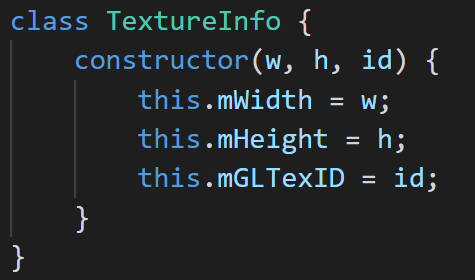 class TextureInfo {
    constructor(w, h, id) {
        this.mWidth = w;
        this.mHeight = h;
        this.mGLTexID = id;
    }
}